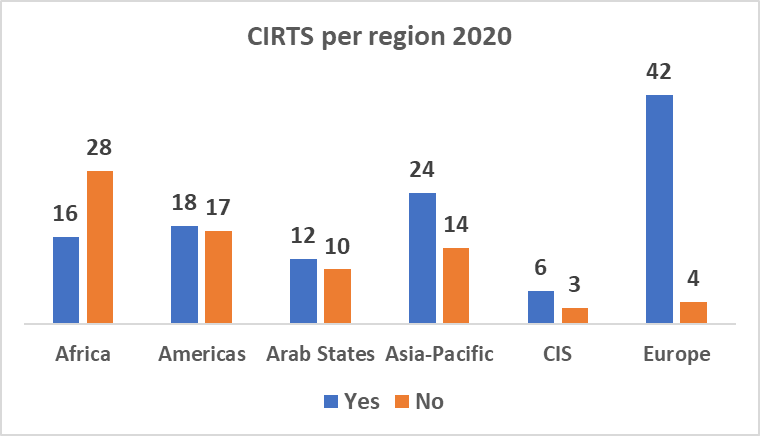 CIRTS per region 2020
16 28 18 17 12 10 24 14 6 3 42 4
Africa Americas Arab States Asia-Pacific CIS Europe
Yes No